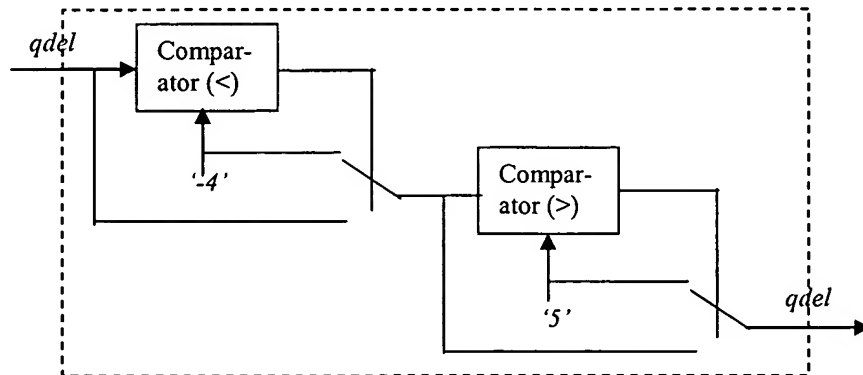 qdel
Compar-
ator (<)
‘-4’
Compar-
ator (>)
‘5’
qdel